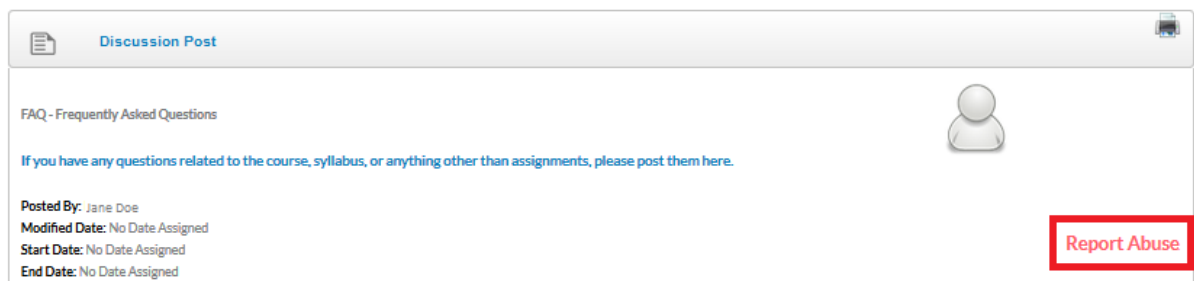 Discussion Post
FAQ - Frequently Asked Questions
If you have any questions related to the course, syllabus, or anything other than assignments, please post them here.
Posted By: Jane Doe
Modified Date: No Date Assigned
Start Date: No Date Assigned
End Date: No Date Assigned
Report Abuse